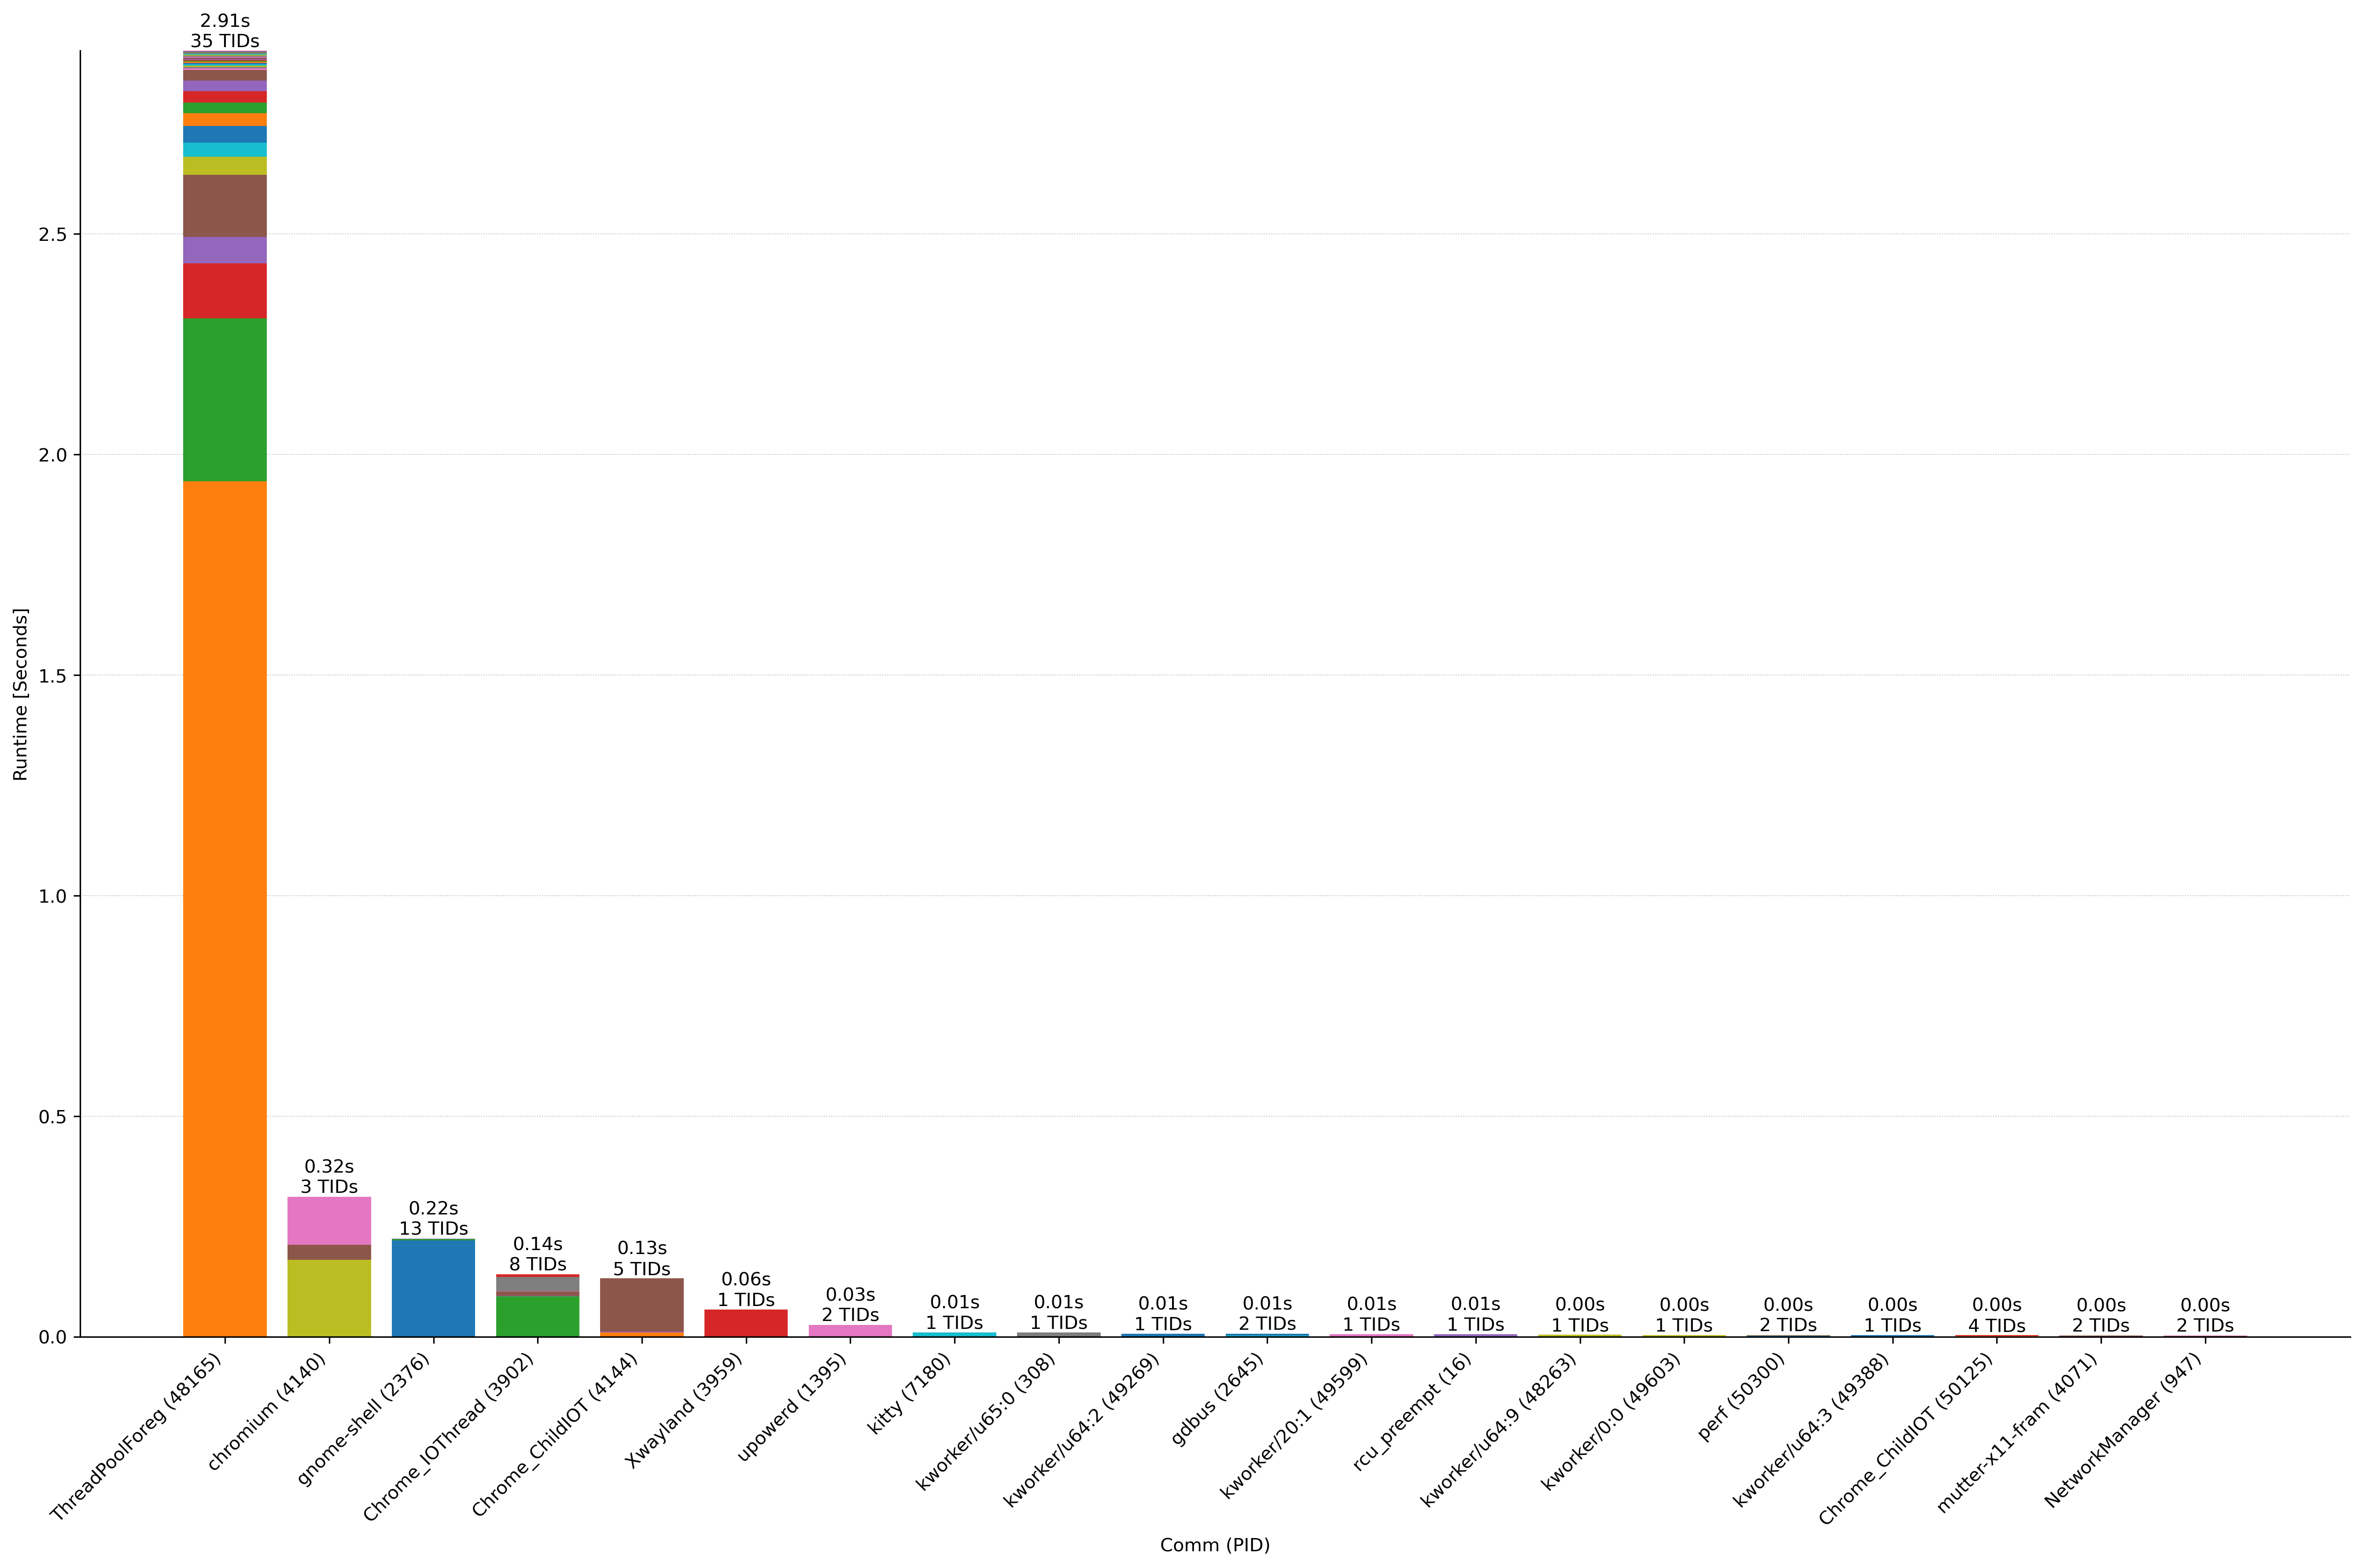 2.91s
35 TIDs
2.5
2.0
1.5
1.0
0.5
0.0
Runtime [Seconds]
0.32s
3 TIDs
0.22s
13 TIDs
0.14s
8 TIDs
0.13s
5 TIDs
0.06s
1 TIDs
0.03s
2 TIDs
0.01s
1 TIDs
0.01s
1 TIDs
0.01s
1 TIDs
0.01s
2 TIDs
0.01s
1 TIDs
0.01s
1 TIDs
0.00s
1 TIDs
0.00s
1 TIDs
0.00s
2 TIDs
0.00s
1 TIDs
0.00s
4 TIDs
0.00s
2 TIDs
0.00s
2 TIDs
ThreadPoolForeg (48165)
chromium (4140)
gnome-shell (2376)
Chrome_IOThread (3902)
Chrome_ChildIOT (4144)
Xwayland (3959)
upowerd (1395)
kitty (7180)
kworker/u65:0 (308)
kworker/u64:2 (49269)
gdbus (2645)
kworker/20:1 (49599)
rcu_preempt (16)
kworker/u64:9 (48263)
kworker/0:0 (49603)
perf (50300)
kworker/u64:3 (49388)
Chrome_ChildIOT (50125)
mutter-x11-fram (4071)
NetworkManager (947)
Comm (PID)